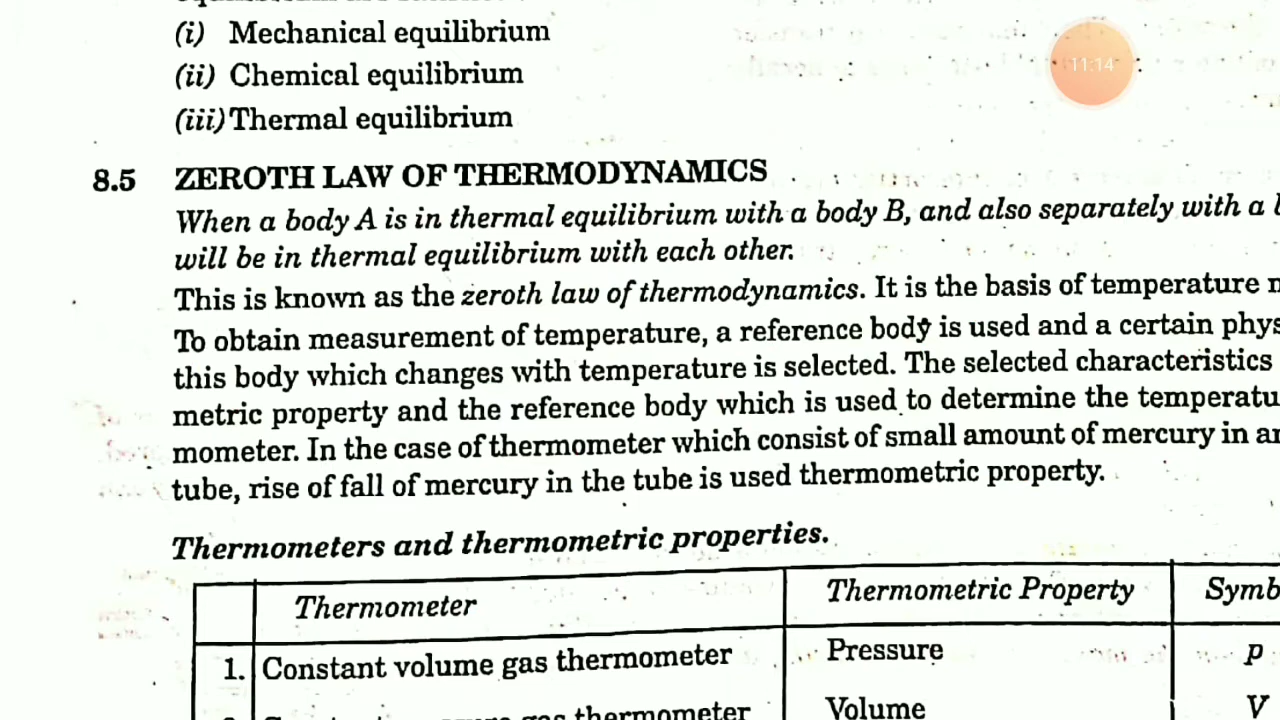 (i) Mechanical equilibrium
(ii) Chemical equilibrium
(iii) Thermal equilibrium
11:14
8.5 ZEROTH LAW OF THERMODYNAMICS
When a body A is in thermal equilibrium with a body B, and also separately with a
will be in thermal equilibrium with each other.
This is known as the zeroth law of thermodynamics. It is the basis of temperature
To obtain measurement of temperature, a reference body is used and a certain phys
this body which changes with temperature is selected. The selected characteristics
metric property and the reference body which is used to determine the temperatu
mometer. In the case of thermometer which consist of small amount of mercury in
tube, rise of fall of mercury in the tube is used thermometric property.
Thermometers and thermometric properties.
Thermometer Thermometric Property Symb
1. Constant volume gas thermometer Pressure p
gas thermometer Volume V